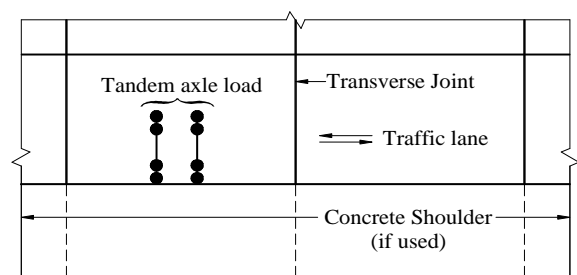 Tandem axle load
Transverse Joint
Traffic lane
Concrete Shoulder
(if used)